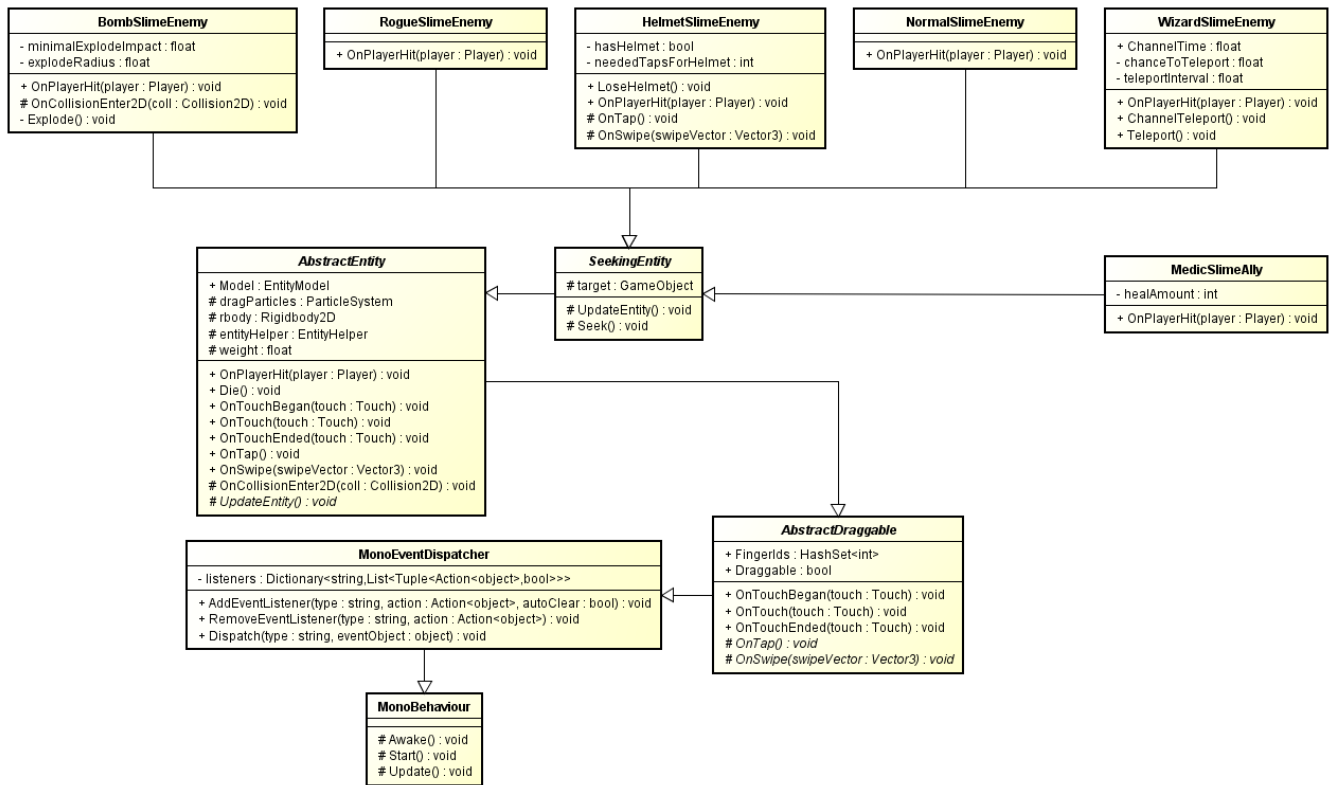 BombSlimeEnemy
- minimalExplodeImpact : float
- explodeRadius : float
+ OnPlayerHit(player : Player) : void
# OnCollisionEnter2D(coll : Collision2D) : void
- Explode() : void
RogueSlimeEnemy
+ OnPlayerHit(player : Player) : void
HelmetSlimeEnemy
- hasHelmet : bool
- neededTapsForHelmet : int
+ LoseHelmet() : void
+ OnPlayerHit(player : Player) : void
# OnTap() : void
# OnSwipe(swipeVector : Vector3) : void
NormalSlimeEnemy
+ OnPlayerHit(player : Player) : void
WizardSlimeEnemy
+ ChannelTime : float
- chanceToTeleport : float
- teleportInterval : float
+ OnPlayerHit(player : Player) : void
+ ChannelTeleport() : void
+ Teleport() : void
AbstractEntity
+ Model : EntityModel
# dragParticles : ParticleSystem
# rbody : Rigidbody2D
# entityHelper : EntityHelper
# weight : float
+ OnPlayerHit(player : Player) : void
+ Die() : void
+ OnTouchBegan(touch : Touch) : void
+ OnTouch(touch : Touch) : void
+ OnTouchEnded(touch : Touch) : void
+ OnTap() : void
+ OnSwipe(swipeVector : Vector3) : void
# OnCollisionEnter2D(coll : Collision2D) : void
# UpdateEntity() : void
SeekingEntity
# target : GameObject
# UpdateEntity() : void
# Seek() : void
MedicSlimeAlly
- healAmount : int
+ OnPlayerHit(player : Player) : void
AbstractDraggable
+ FingerIds : HashSet<int>
+ Draggable : bool
+ OnTouchBegan(touch : Touch) : void
+ OnTouch(touch : Touch) : void
+ OnTouchEnded(touch : Touch) : void
# OnTap() : void
# OnSwipe(swipeVector : Vector3) : void
MonoEventDispatcher
- listeners : Dictionary<string,List<Tuple<Action<object>,bool>>>
+ AddEventListener(type : string, action : Action<object>, autoClear : bool) : void
+ RemoveEventListener(type : string, action : Action<object>) : void
+ Dispatch(type : string, eventObject : object) : void
MonoBehaviour
# Awake() : void
# Start() : void
# Update() : void